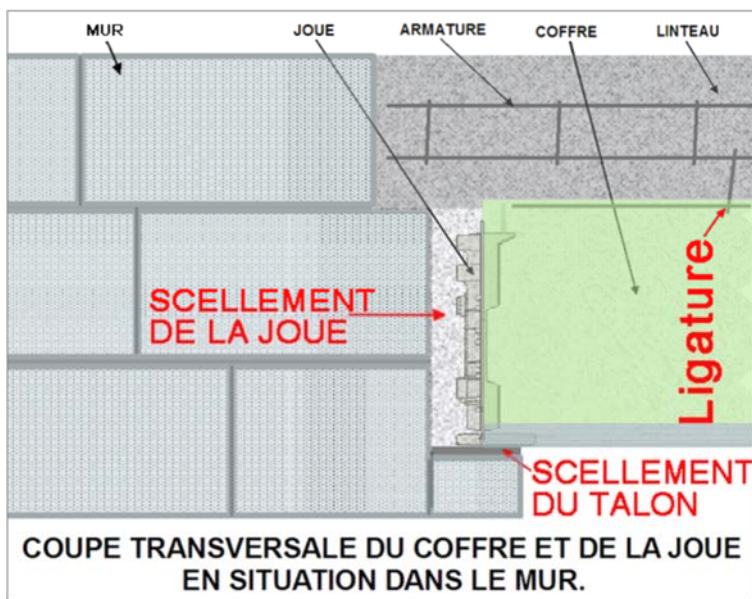 MUR
JOUE
ARMATURE
COFFRE
LINTEAU
SCELLEMENT
DE LA JOUE
Ligature
SCELLEMENT
DU TALON
COUPE TRANSVERSALE DU COFFRE ET DE LA JOUE
EN SITUATION DANS LE MUR.